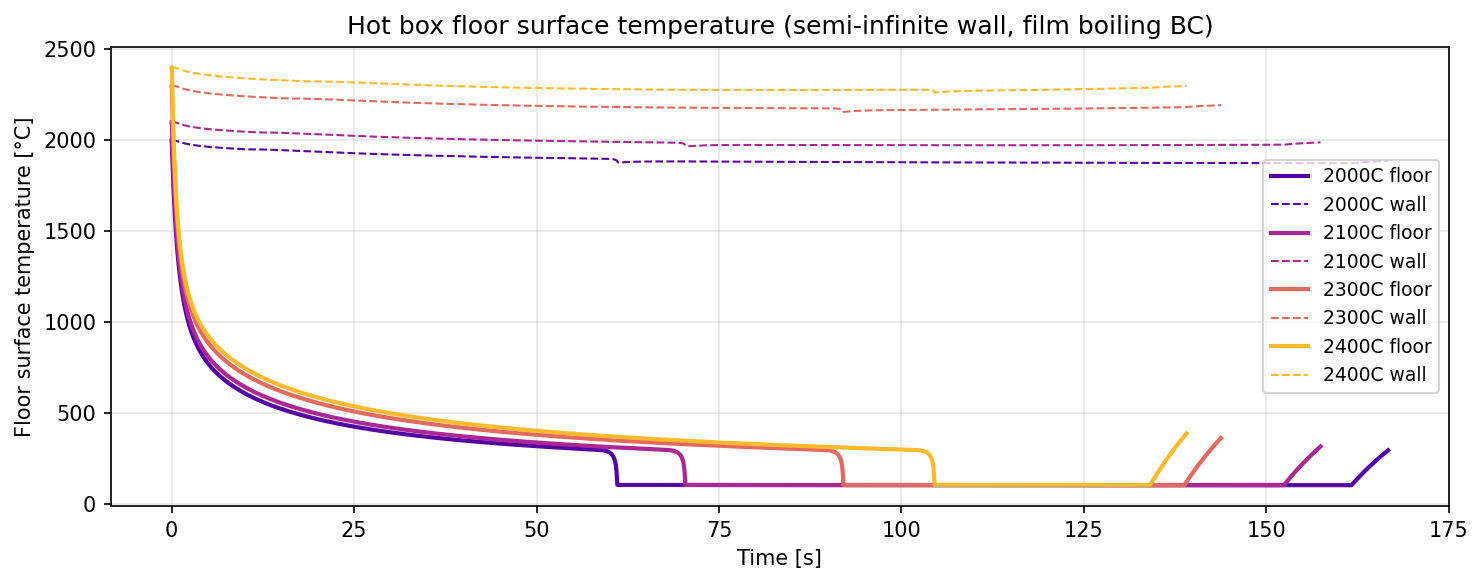 Hot box floor surface temperature (semi-infinite wall, film boiling BC)
Floor surface temperature [°C]
2500
2000
1500
1000
500
0
2000C floor
2000C wall
2100C floor
2100C wall
2300C floor
2300C wall
2400C floor
2400C wall
0
25
50
75
100
125
150
175
Time [s]